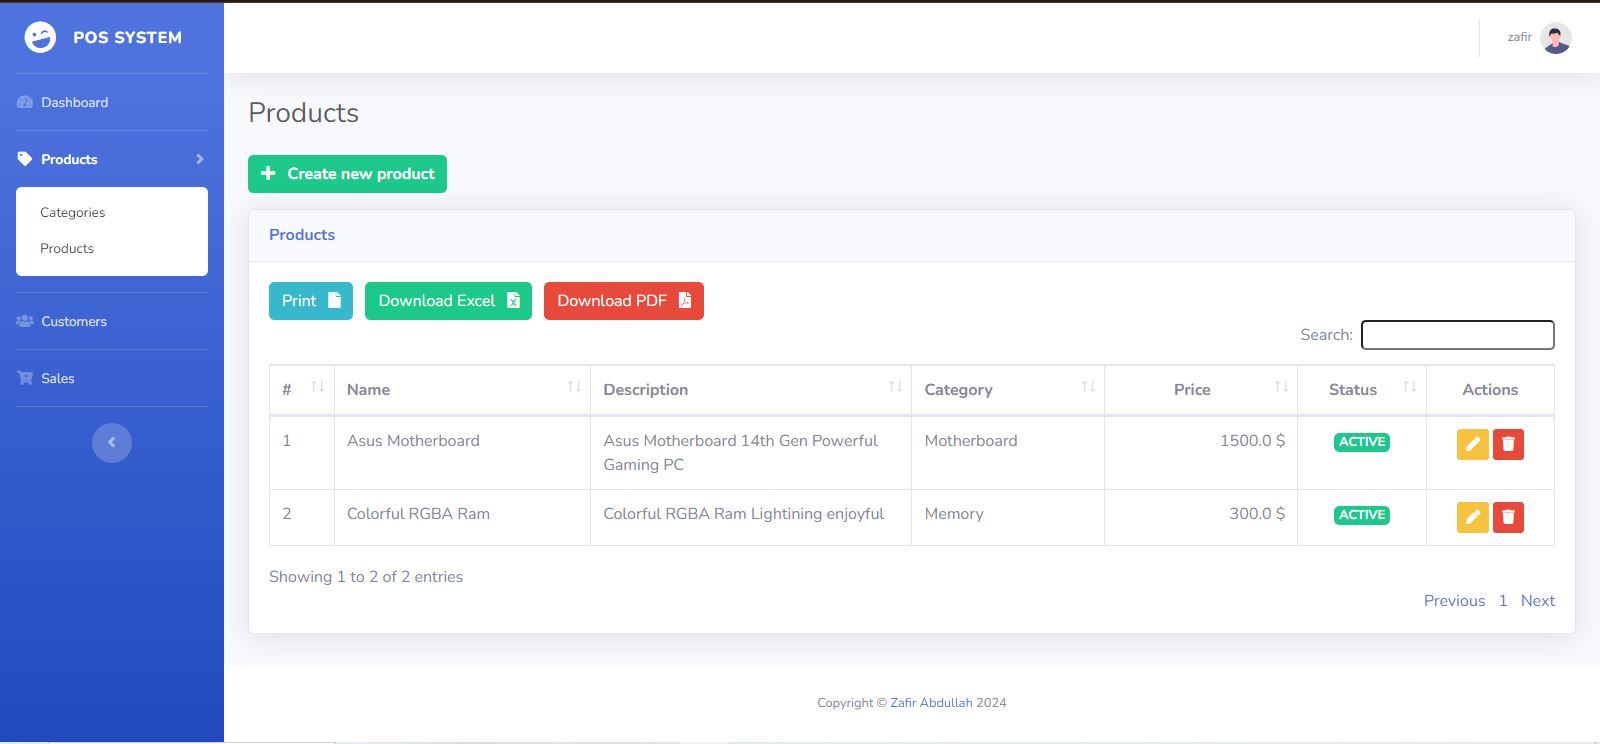 POS SYSTEM
zafir
Dashboard
Products
Categories
Products
Customers
Sales
Products
Create new product
Products
Print Download Excel Download PDF
Search:
# Name Description Category Price Status Actions
1 Asus Motherboard Asus Motherboard 14th Gen Powerful Motherboard 1500.0 $ ACTIVE
Gaming PC
2 Colorful RGBA Ram Colorful RGBA Ram Lightining enjoyful Memory 300.0 $ ACTIVE
Showing 1 to 2 of 2 entries
Previous 1 Next
Copyright © Zafir Abdullah 2024